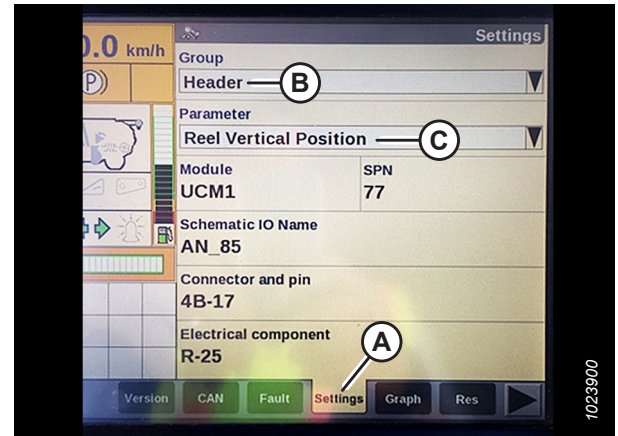 0.0 km/h
Settings
Group
Header
B
(P)
Parameter
Reel Vertical Position
C
Module
SPN
UCM1
77
Schematic IO Name
AN_85
Connector and pin
4B-17
Electrical component
R-25
A
Version
CAN
Fault
Settings
Graph
Res
1023900